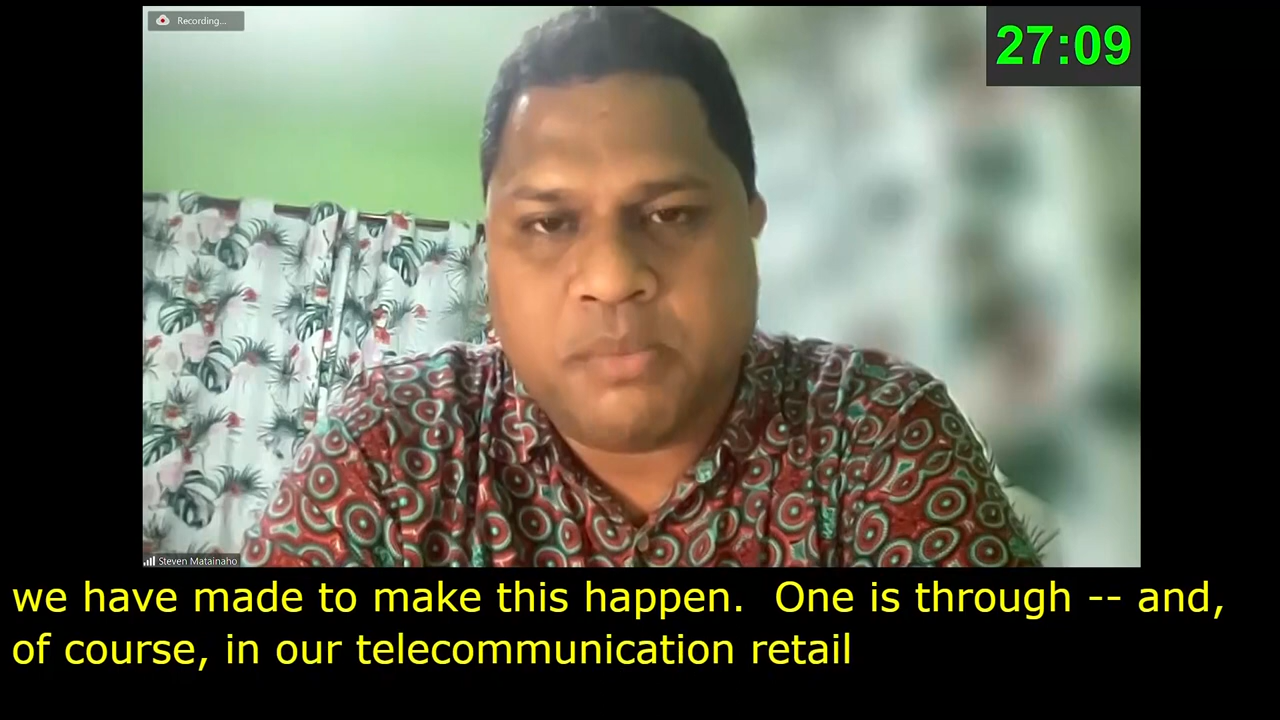 Recording...
27:09
Steven Matainaho
we have made to make this happen.  One is through -- and,
of course, in our telecommunication retail